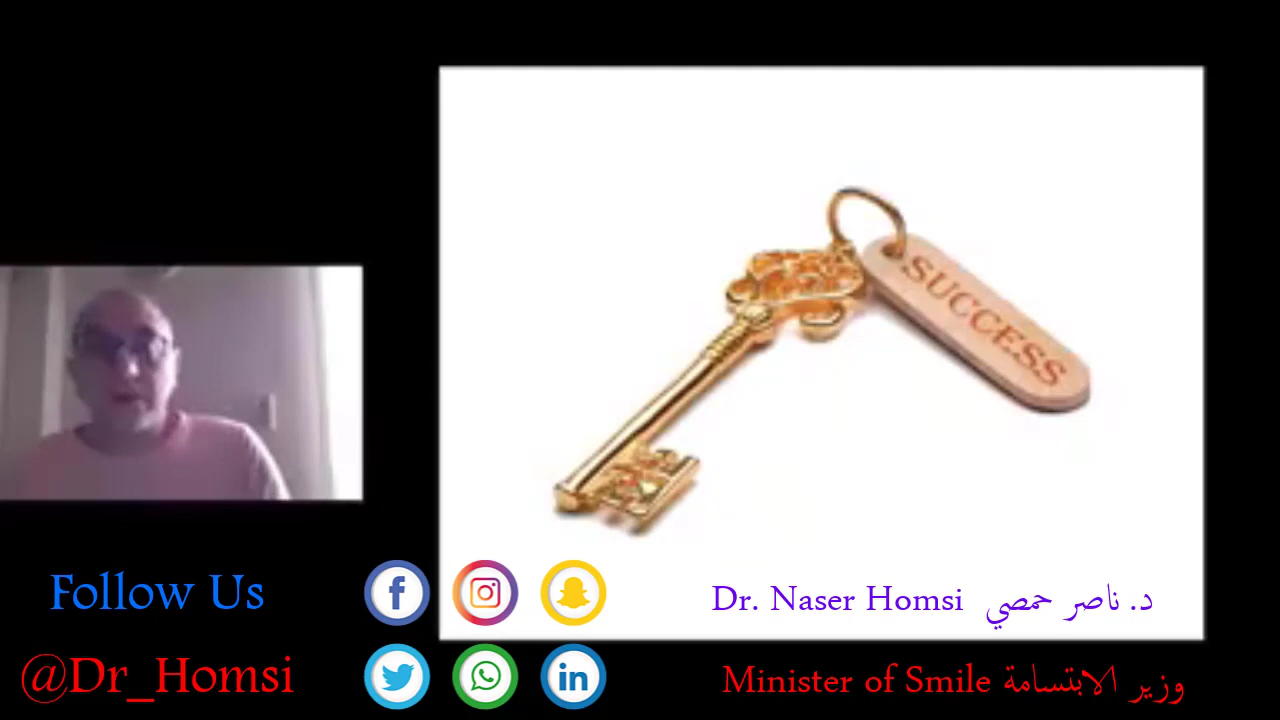 SUCCESS
Follow Us
Dr. Naser Homsi د. ناصر حمصي
@Dr_Homsi
Minister of Smile وزير الابتسامة